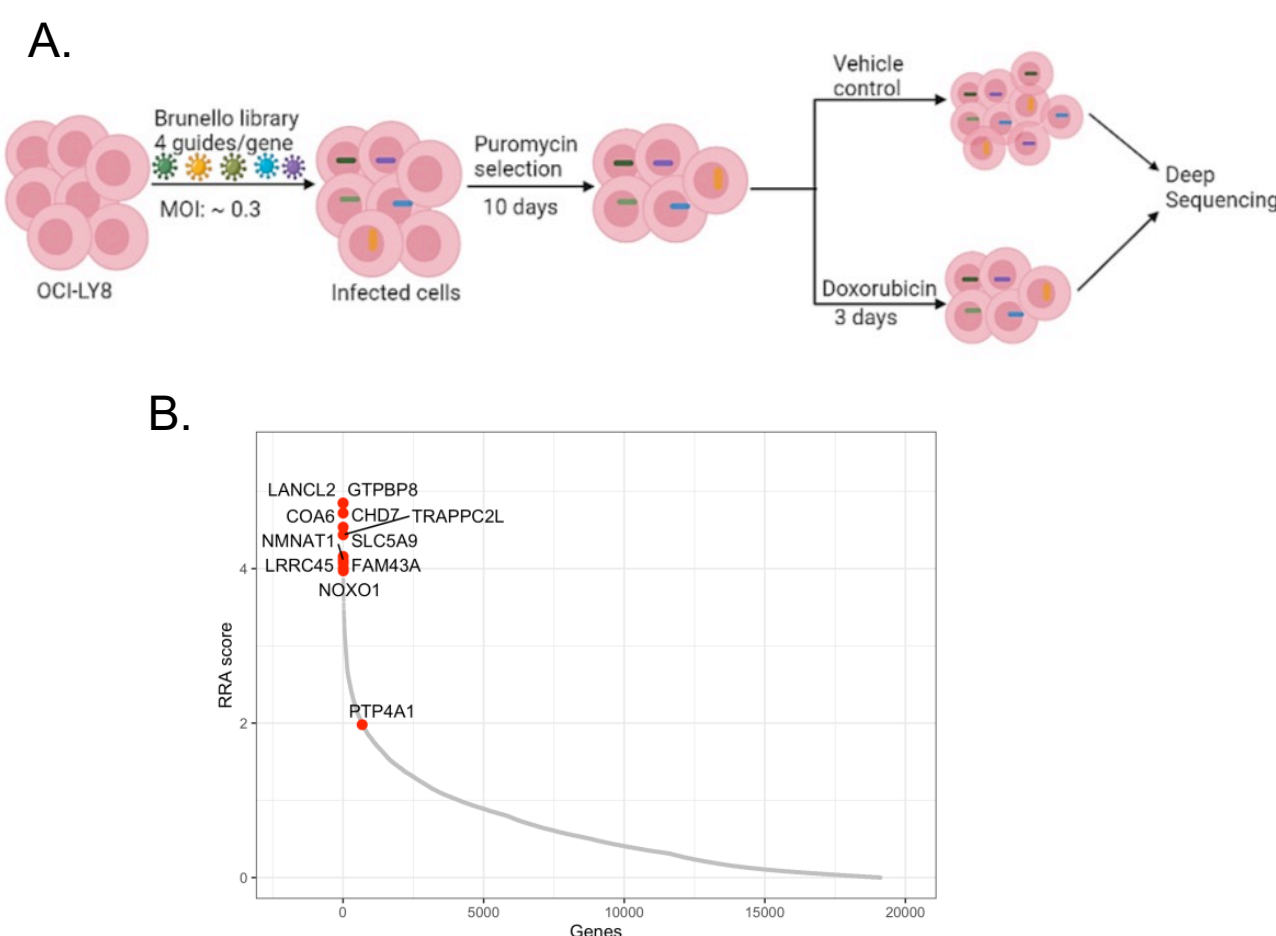 A.
Brunello library
4 guides/gene
MOI: ~ 0.3
OCI-LY8
Infected cells
Puromycin
selection
10 days
Vehicle
control
Doxorubicin
3 days
Deep
Sequencing
B.
LANCL2 GTPBP8
COA6 CHD7 TRAPPC2L
NMNAT1 SLC5A9
LRRC45 FAM43A
NOXO1
PTP4A1
RRA score
4
2
0
0 5000 10000 15000 20000
Genes